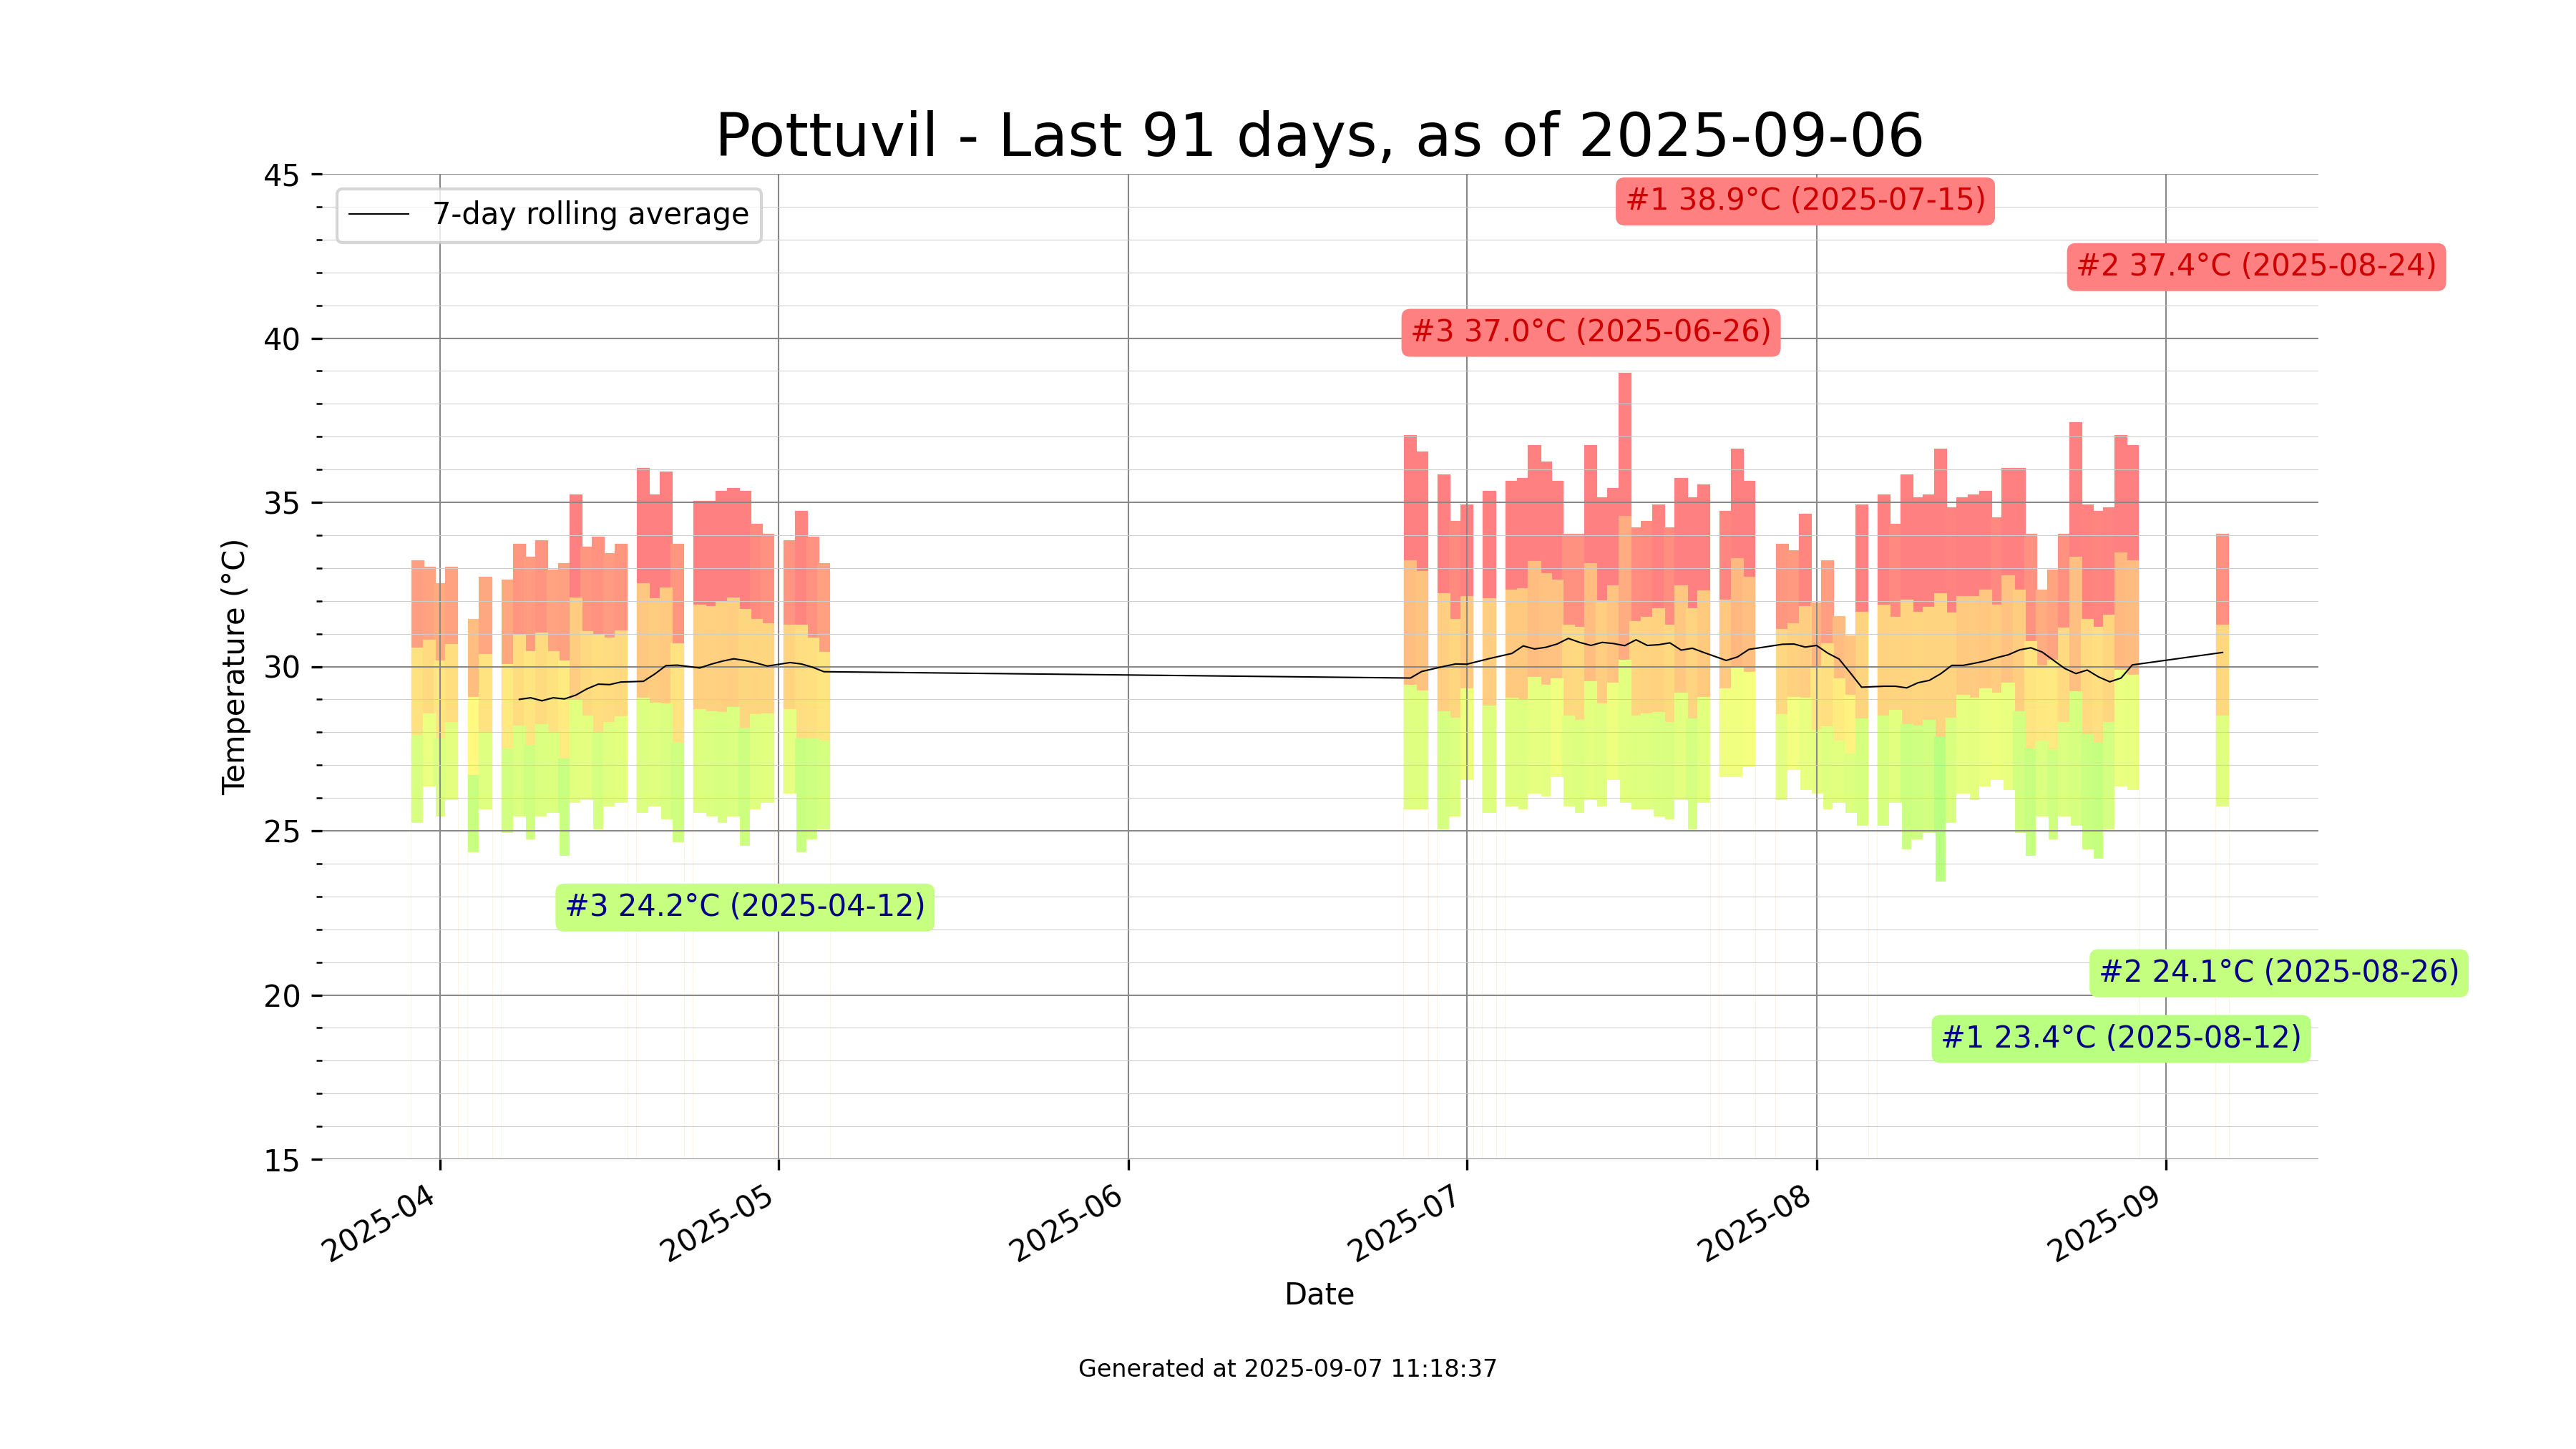 Pottuvil - Last 91 days, as of 2025-09-06
7-day rolling average
#1 38.9°C (2025-07-15)
#2 37.4°C (2025-08-24)
#3 37.0°C (2025-06-26)
#3 24.2°C (2025-04-12)
#2 24.1°C (2025-08-26)
#1 23.4°C (2025-08-12)
Temperature (°C)
45
40
35
30
25
20
15
2025-04
2025-05
2025-06
2025-07
2025-08
2025-09
Date
Generated at 2025-09-07 11:18:37